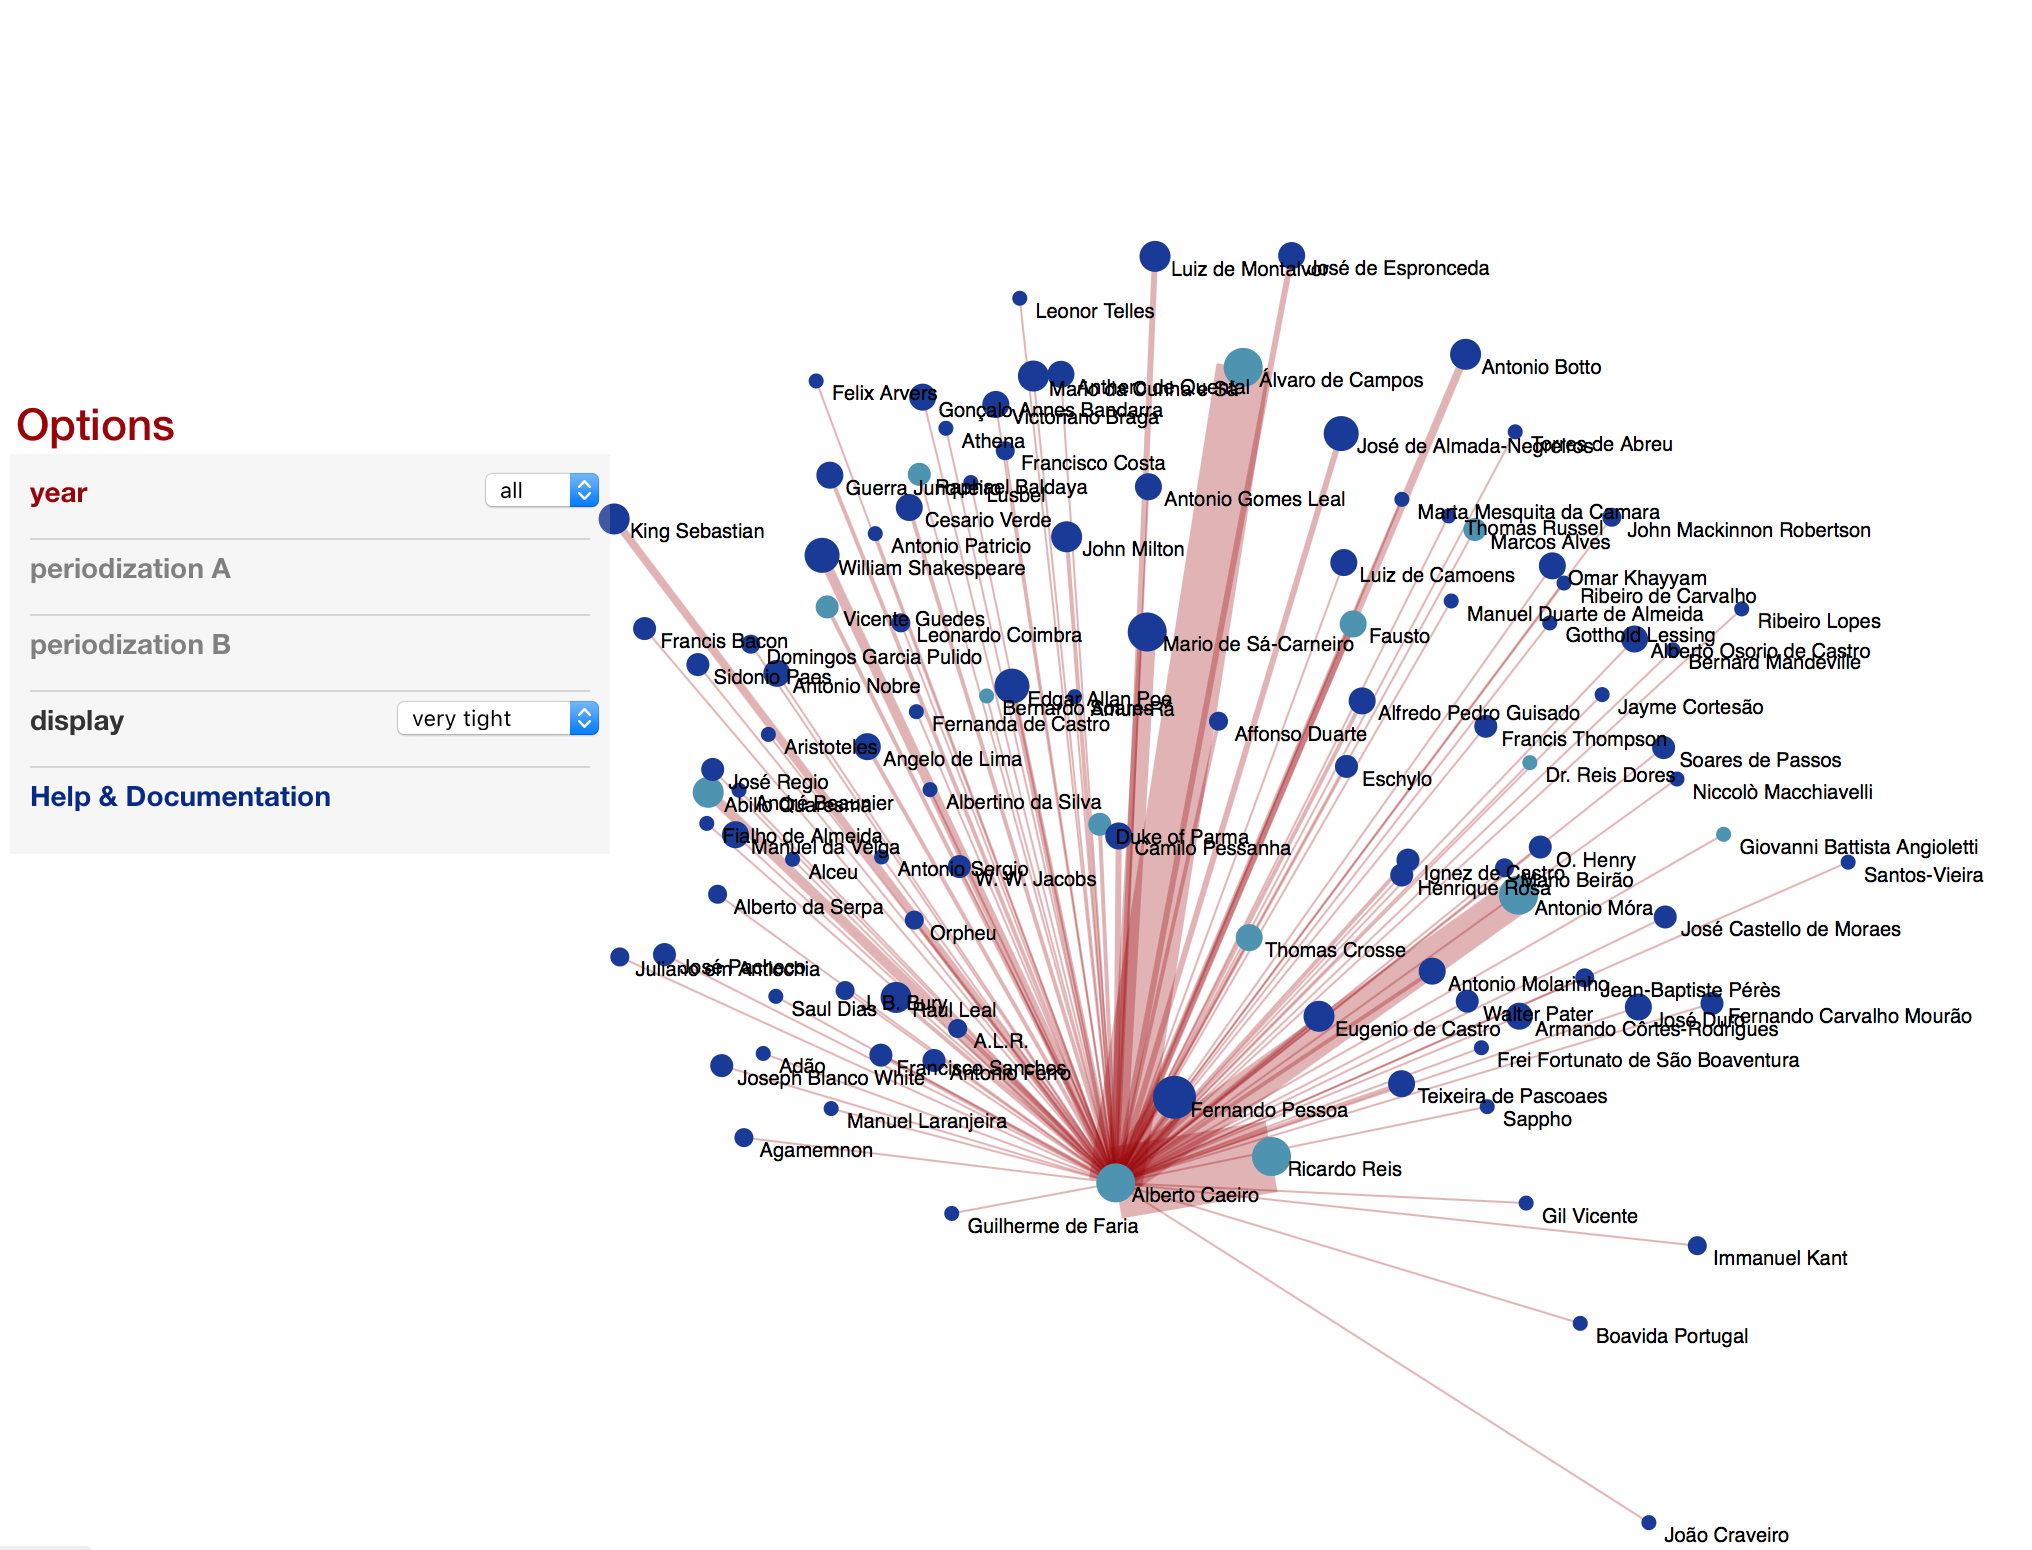 Luiz de Montalvor
José de Espronceda
Leonor Telles
Antonio Botto
Álvaro de Campos
Anthero de Quental
Mario da Cunha e Sá
Felix Arvers
Gonçalo Annes Bandarra
Victoriano Braga
Options
Athena
José de Almada-Negreiros
Torres de Abreu
Francisco Costa
year
all
Guerra Junqueiro
Raphael Baldaya
Lusbel
Antonio Gomes Leal
Marta Mesquita da Camara
Cesario Verde
Thomas Russel
John Mackinnon Robertson
King Sebastian
Marcos Alves
Antonio Patricio
John Milton
periodization A
William Shakespeare
Luiz de Camoens
Omar Khayyam
Ribeiro de Carvalho
Manuel Duarte de Almeida
Vicente Guedes
Ribeiro Lopes
Leonardo Coimbra
Fausto
Gotthold Lessing
periodization B
Francis Bacon
Mario de Sá-Carneiro
Alberto Osorio de Castro
Domingos Garcia Pulido
Bernard Mandeville
Sidonio Paes
Antonio Nobre
Edgar Allan Poe
Bernardo Soares
Amun-Ra
Jayme Cortesão
Alfredo Pedro Guisado
display
very tight
Fernanda de Castro
Affonso Duarte
Francis Thompson
Aristoteles
Angelo de Lima
Soares de Passos
José Regio
Eschylo
Dr. Reis Dores
Niccolò Macchiavelli
Help & Documentation
Abilio Quaresma
André Beaunier
Albertino da Silva
Fialho de Almeida
Duke of Parma
Manuel da Veiga
Camilo Pessanha
Giovanni Battista Angioletti
O. Henry
Alceu
Antonio Sergio
W. W. Jacobs
Ignez de Castro
Santos-Vieira
Henrique Rosa
Mario Beirão
Alberto da Serpa
Antonio Móra
Orpheu
José Castello de Moraes
Thomas Crosse
Juliano em Antiochia
José Pacheco
Antonio Molarinho
Jean-Baptiste Pérès
Saul Dias
J. B. Bury
Raul Leal
Walter Pater
José Duro
Fernando Carvalho Mourão
Eugenio de Castro
Armando Côrtes-Rodrigues
A.L.R.
Frei Fortunato de São Boaventura
Adão
Francisco Sanches
Antonio Ferro
Joseph Blanco White
Teixeira de Pascoaes
Fernando Pessoa
Sappho
Manuel Laranjeira
Agamemnon
Ricardo Reis
Alberto Caeiro
Guilherme de Faria
Gil Vicente
Immanuel Kant
Boavida Portugal
João Craveiro